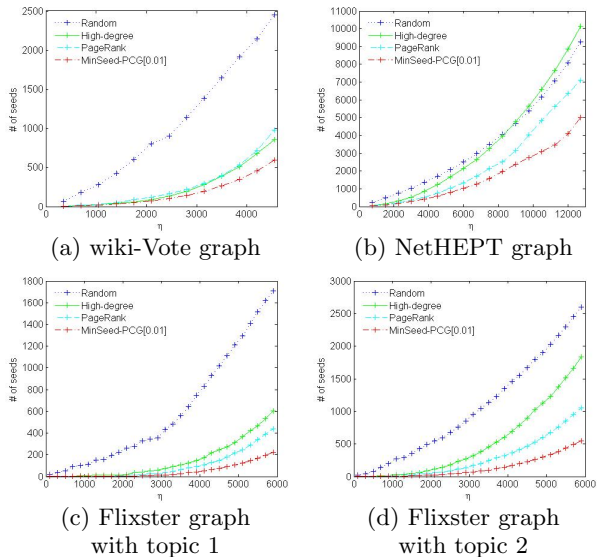 2500
2000
1500
1000
500
0
# of seeds
Random
High-degree
PageRank
MinSeed-PCG[0.01]
0 1000 2000 3000 4000
η
(a) wiki-Vote graph
11000
10000
9000
8000
7000
6000
5000
4000
3000
2000
1000
0
# of seeds
Random
High-degree
PageRank
MinSeed-PCG[0.01]
0 2000 4000 6000 8000 10000 12000
η
(b) NetHEPT graph
1800
1600
1400
1200
1000
800
600
400
200
0
# of seeds
Random
High-degree
PageRank
MinSeed-PCG[0.01]
0 1000 2000 3000 4000 5000 6000
η
(c) Flixster graph
with topic 1
3000
2500
2000
1500
1000
500
0
# of seeds
Random
High-degree
PageRank
MinSeed-PCG[0.01]
0 1000 2000 3000 4000 5000 6000
η
(d) Flixster graph
with topic 2